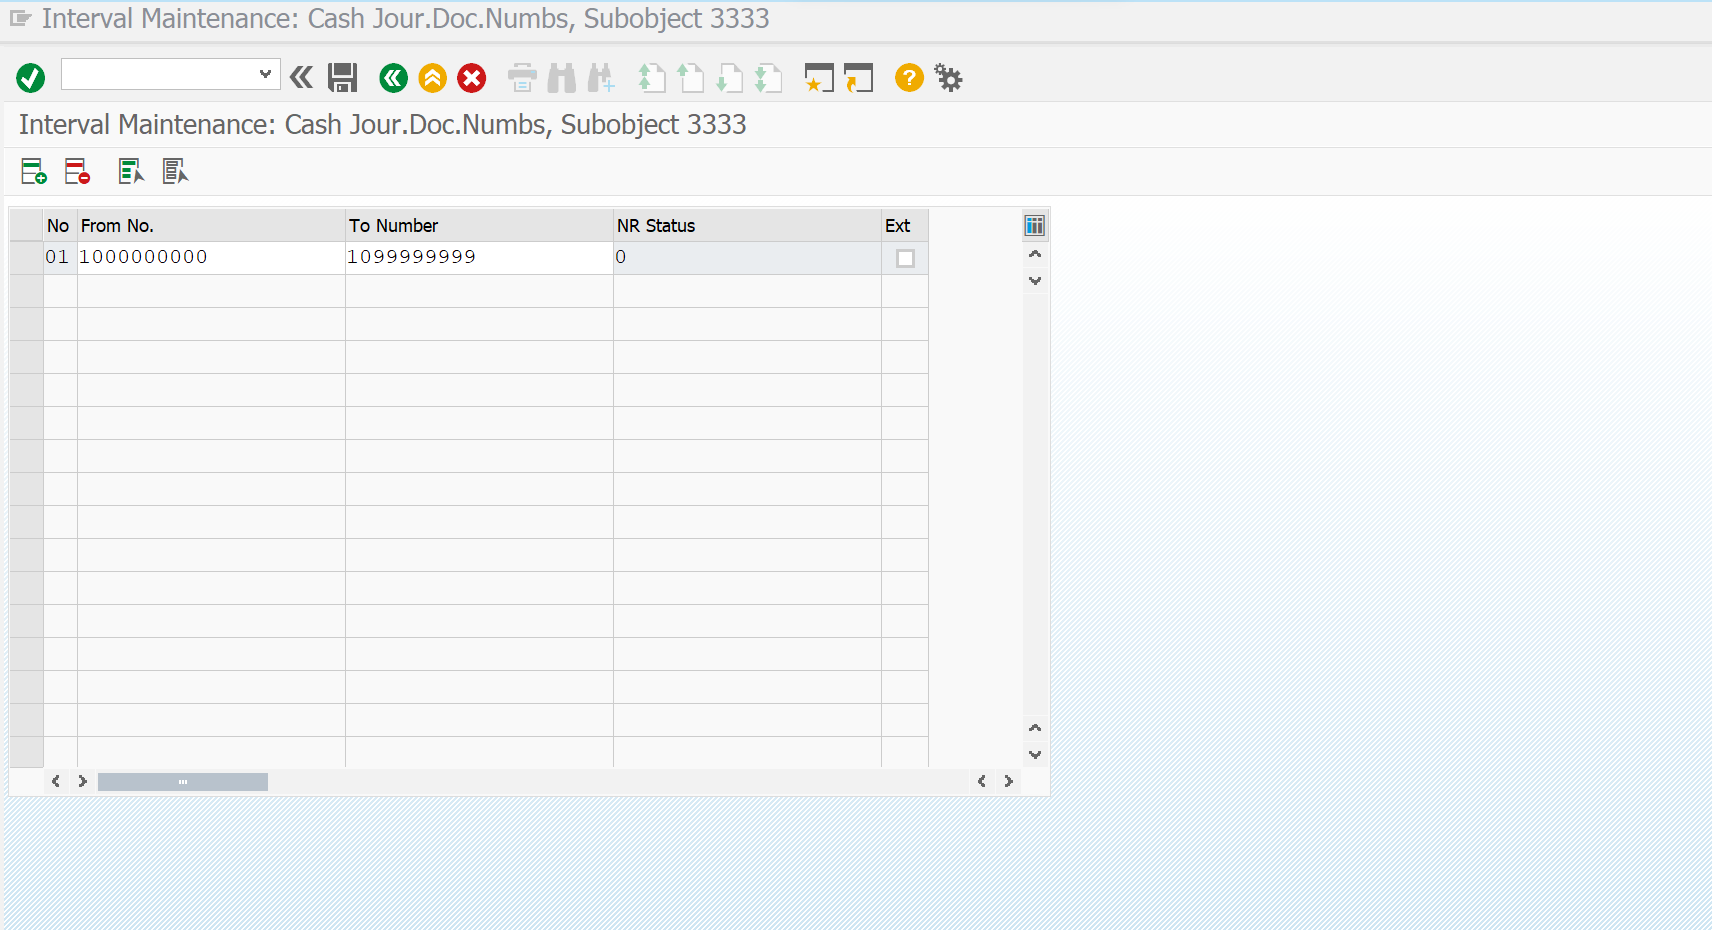 Interval Maintenance: Cash Jour.Doc.Numbs, Subobject 3333
Interval Maintenance: Cash Jour.Doc.Numbs, Subobject 3333
No From No. To Number NR Status Ext
01 1000000000 1099999999 0